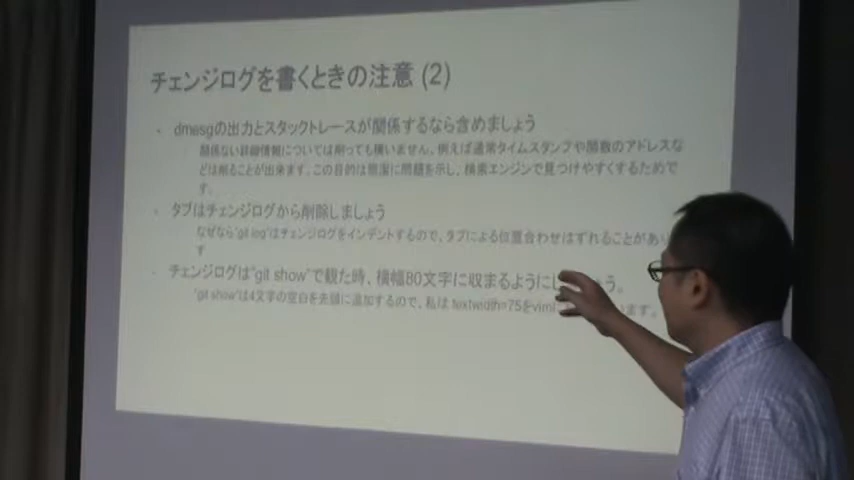 チェンジログを書くときの注意 (2)
dmesgの出力とスタックトレースが関係するなら含めましょう
関係ない詳細情報については削っても構いません、例えば通常タイムスタンプや関数のアドレスな
どは削ることが出来ます、この目的は簡潔に問題を示し、検索エンジンで見つけやすくするためで
す。
タブはチェンジログから削除しましょう
なぜなら"git log"はチェンジログをインデントするので、タブによる位置合わせはずれることがあり
す
チェンジログは"git show"で観た時、横幅80文字に収まるようにし う。
"git show"は4文字の空白を先頭に追加するので、私は textwidth=75をvim います。